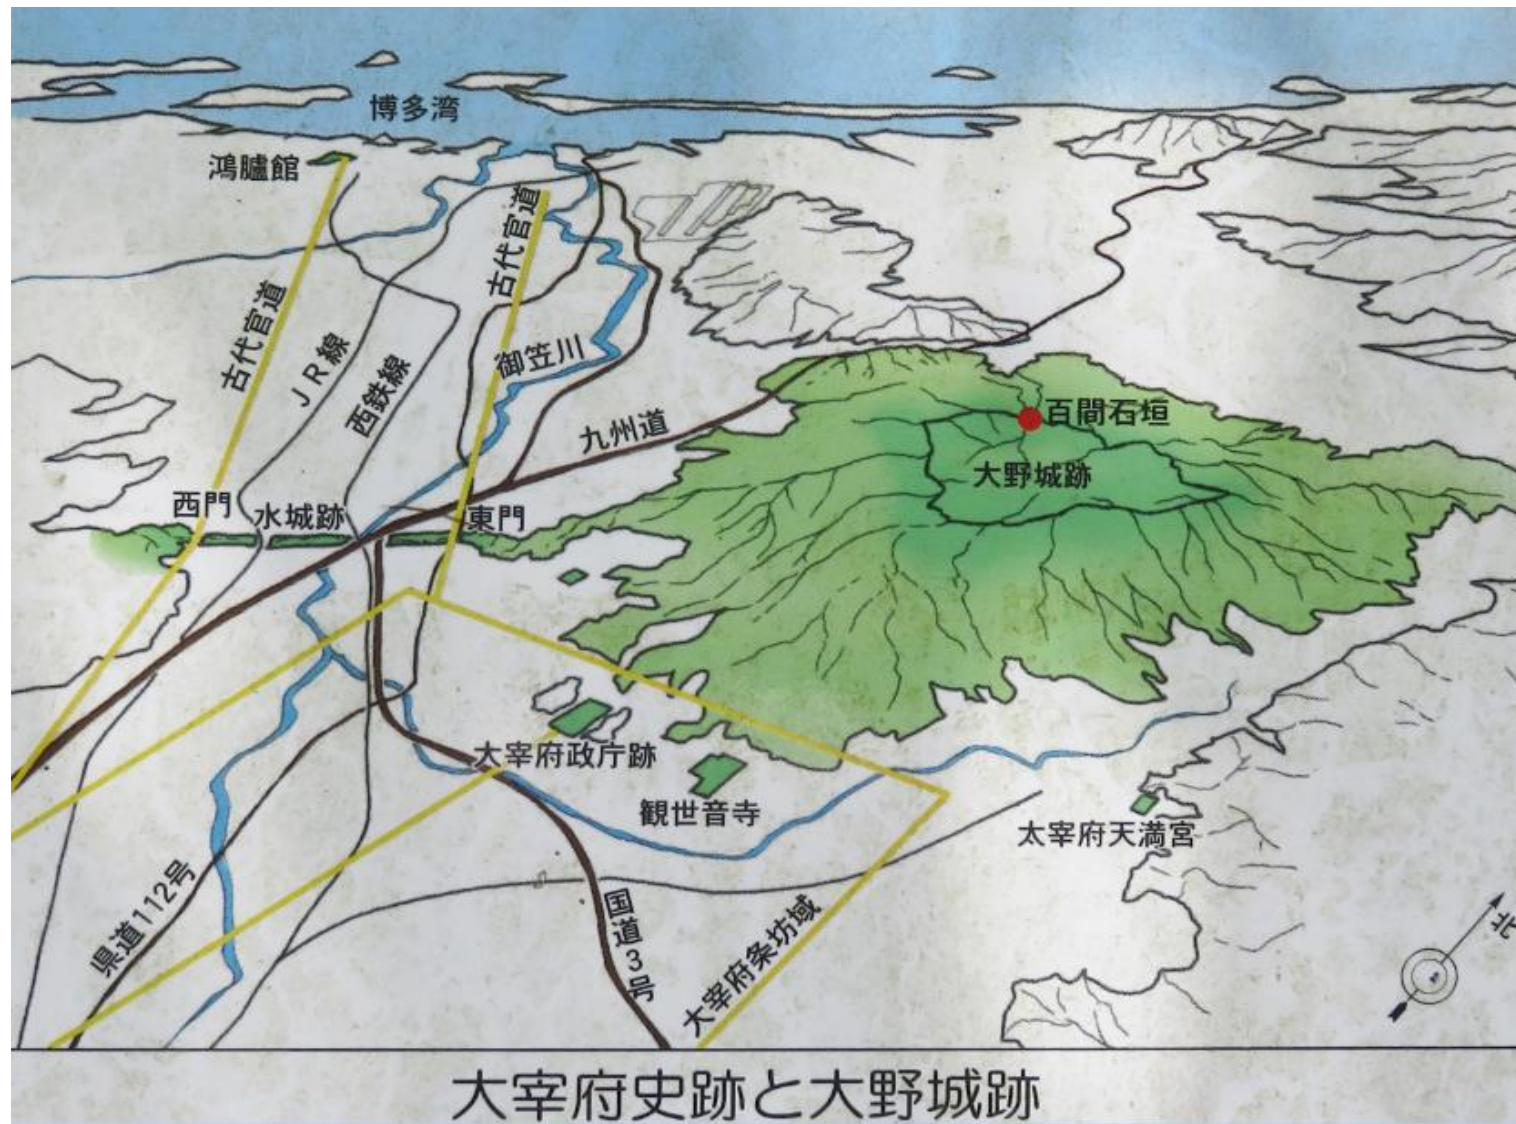 博多湾
鴻臚館
古代官道
古代官道
JR線
西鉄線
御笠川
九州道
百間石垣
大野城跡
西門
水城跡
東門
大宰府政庁跡
観世音寺
太宰府天満宮
県道112号
国道3号
大宰府条坊域
北
大宰府史跡と大野城跡